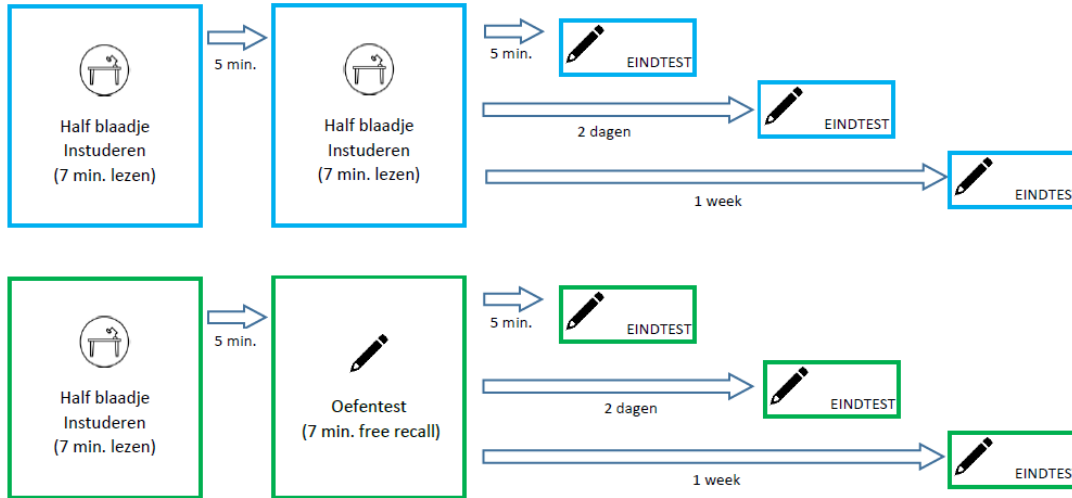 5 min.
5 min.
EINDTEST
Half blaadje
Instuderen
(7 min. lezen)
Half blaadje
Instuderen
(7 min. lezen)
2 dagen
EINDTEST
1 week
EINDTEST
5 min.
5 min.
EINDTEST
Half blaadje
Instuderen
(7 min. lezen)
Oefentest
(7 min. free recall)
2 dagen
EINDTEST
1 week
EINDTEST